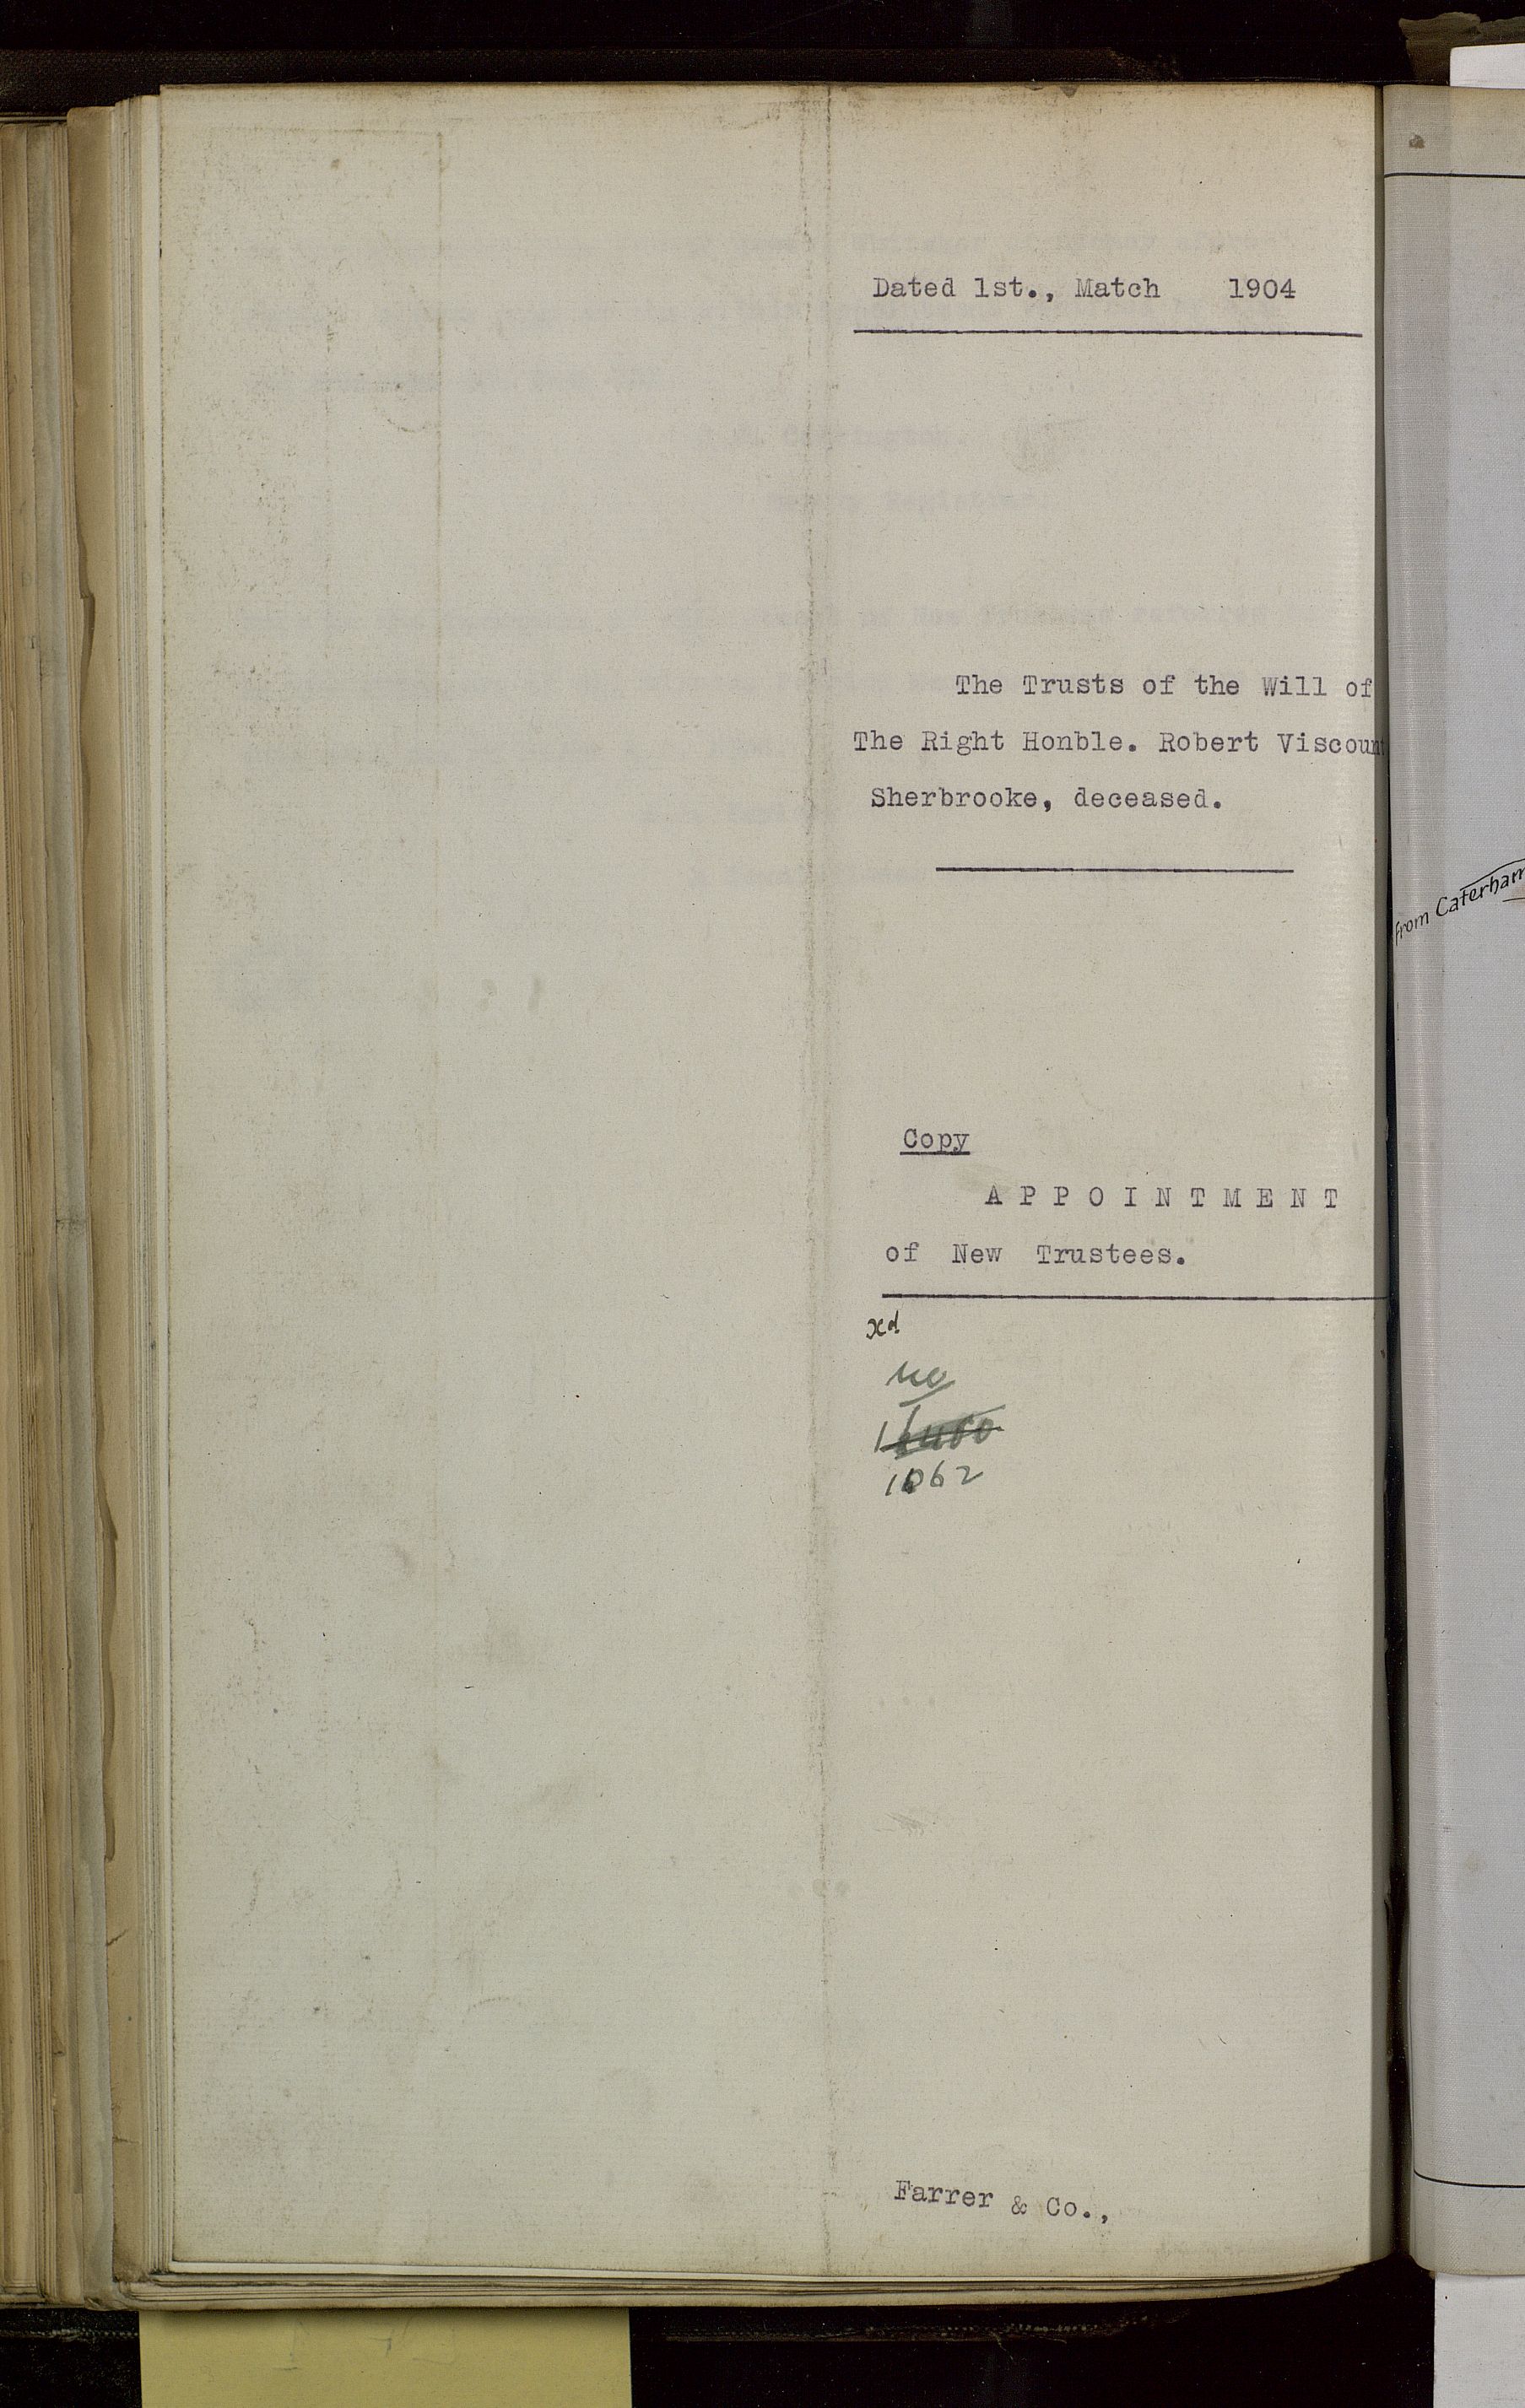 Dated 1st., Match 1904
The Trusts of the Will of
The Right Honble. Robert Viscoun
Sherbrooke, deceased.
Copy
APPOINTMENT
of New Trustees.
xd
1062
Farrer & Co.,
from Caterham